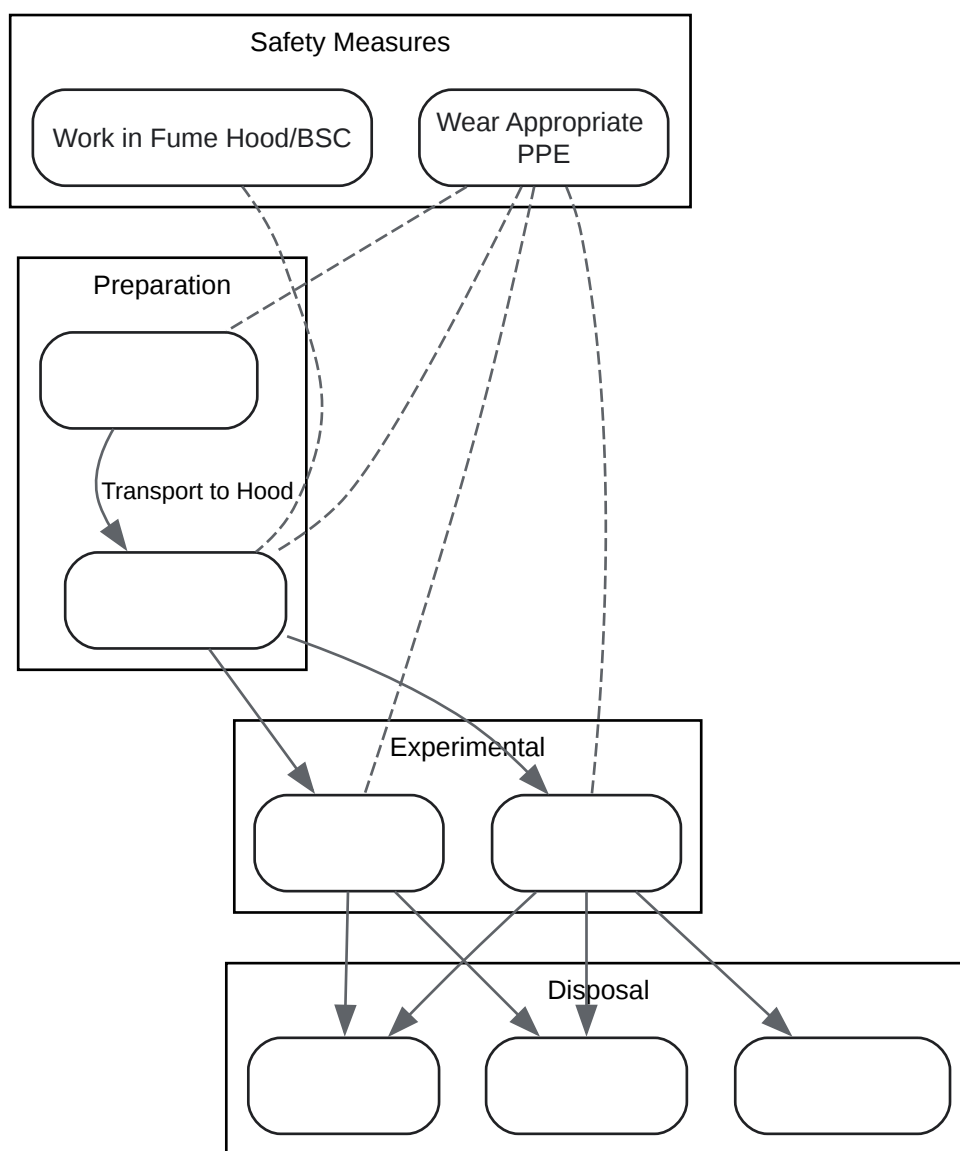 Safety Measures
Work in Fume Hood/BSC
Wear Appropriate
PPE
Preparation
Transport to Hood
Experimental
Disposal